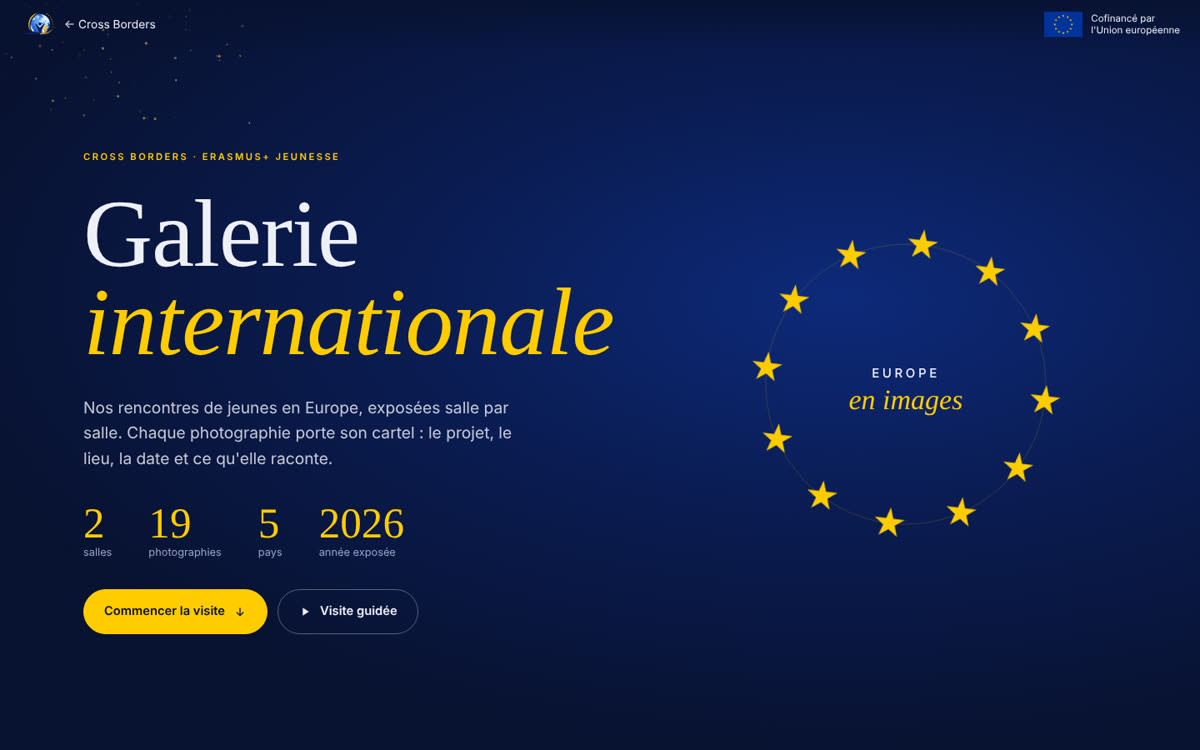 ← Cross Borders
Cofinancé par
l'Union européenne
CROSS BORDERS · ERASMUS+ JEUNESSE
Galerie
internationale
Nos rencontres de jeunes en Europe, exposées salle par
salle. Chaque photographie porte son cartel : le projet, le
lieu, la date et ce qu'elle raconte.
EUROPE
en images
2 19 5 2026
salles photographies pays année exposée
Commencer la visite ↓
Visite guidée